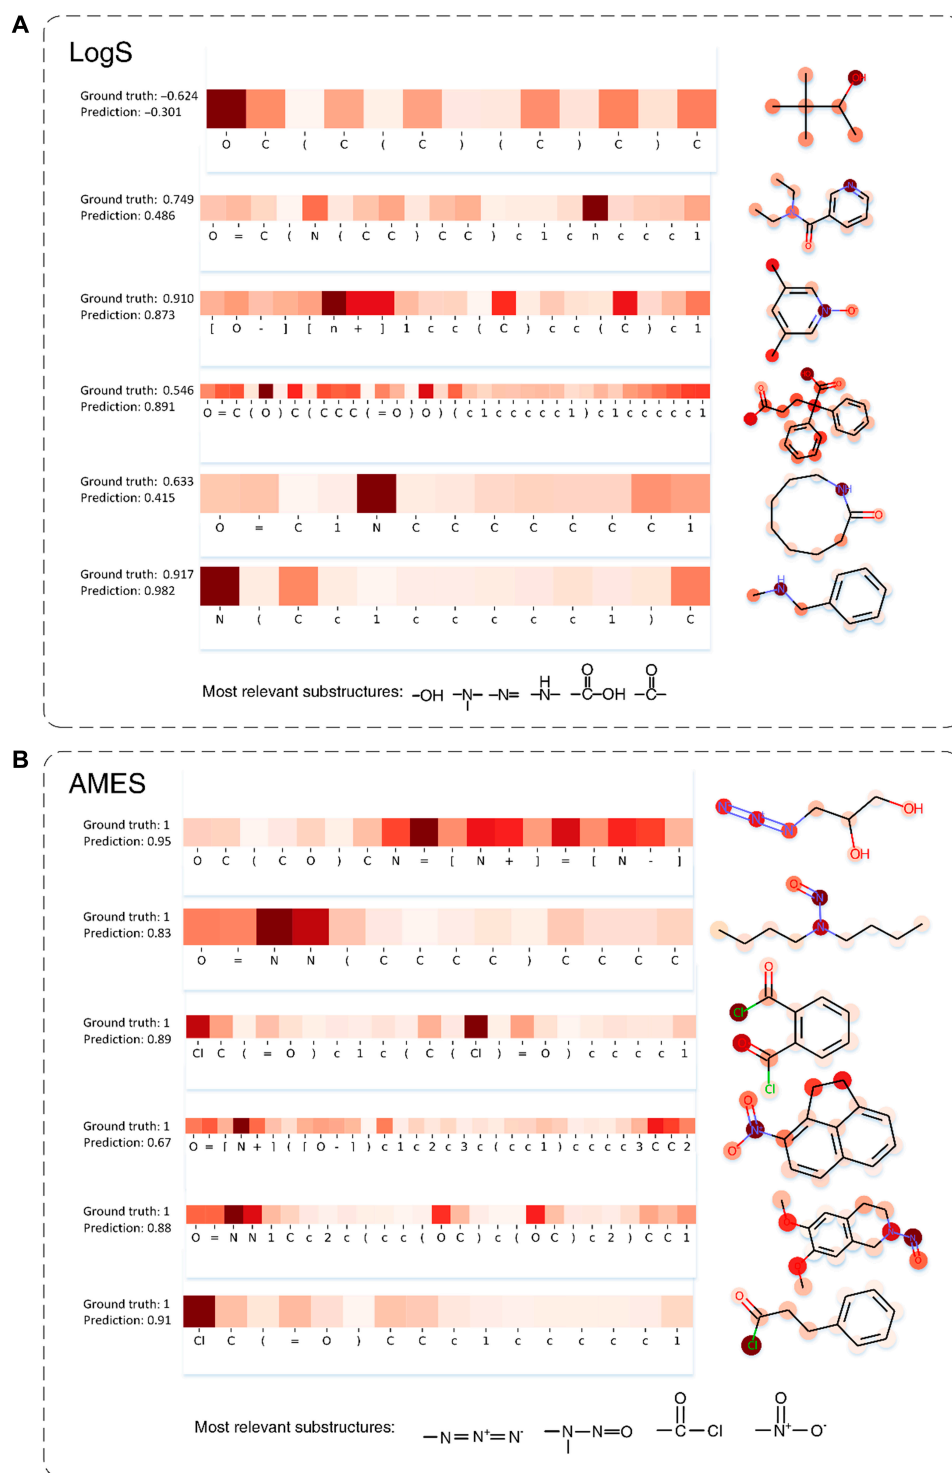 A
LogS
Ground truth: –0.624
Prediction: –0.301
O C ( C ( C ) ( C ) C ) C
OH
Ground truth: 0.749
Prediction: 0.486
O = C ( N ( C C ) C C ) c 1 c n c c c 1
N
N
O
Ground truth: 0.910
Prediction: 0.873
[ O - ] [ n + ] 1 c c ( C ) c c ( C ) c 1
N
O
Ground truth: 0.546
Prediction: 0.891
O = C ( O ) C ( C C C ( = O ) O ) ( c 1 c c c c c 1 ) c 1 c c c c c 1
O
O
Ground truth: 0.633
Prediction: 0.415
O = C 1 N C C C C C C C 1
NH
O
Ground truth: 0.917
Prediction: 0.982
N ( C c 1 c c c c c 1 ) C
H
N
Most relevant substructures: –OH –N– –N= H –N– O –C–OH O –C–
B
AMES
Ground truth: 1
Prediction: 0.95
O C ( C O ) C N = [ N + ] = [ N - ]
N N N OH
OH
Ground truth: 1
Prediction: 0.83
O = N N ( C C C C ) C C C C
O N
N
Ground truth: 1
Prediction: 0.89
Cl C ( = O ) c 1 c ( C ( Cl ) = O ) c c c c 1
O
Cl
O
Cl
Ground truth: 1
Prediction: 0.67
O = [ N + ] ( [ O - ] ) c 1 c 2 c 3 c ( c c 1 ) c c c c 3 C C 2
O
N
O
Ground truth: 1
Prediction: 0.88
O = N N 1 C c 2 c ( c c ( O C ) c ( O C ) c 2 ) C C 1
O
N N
O
O
Ground truth: 1
Prediction: 0.91
Cl C ( = O ) C C c 1 c c c c c 1
O
Cl
Most relevant substructures: –N=N⁺=N⁻ –N–N=O O –C–Cl O –N⁺–O⁻